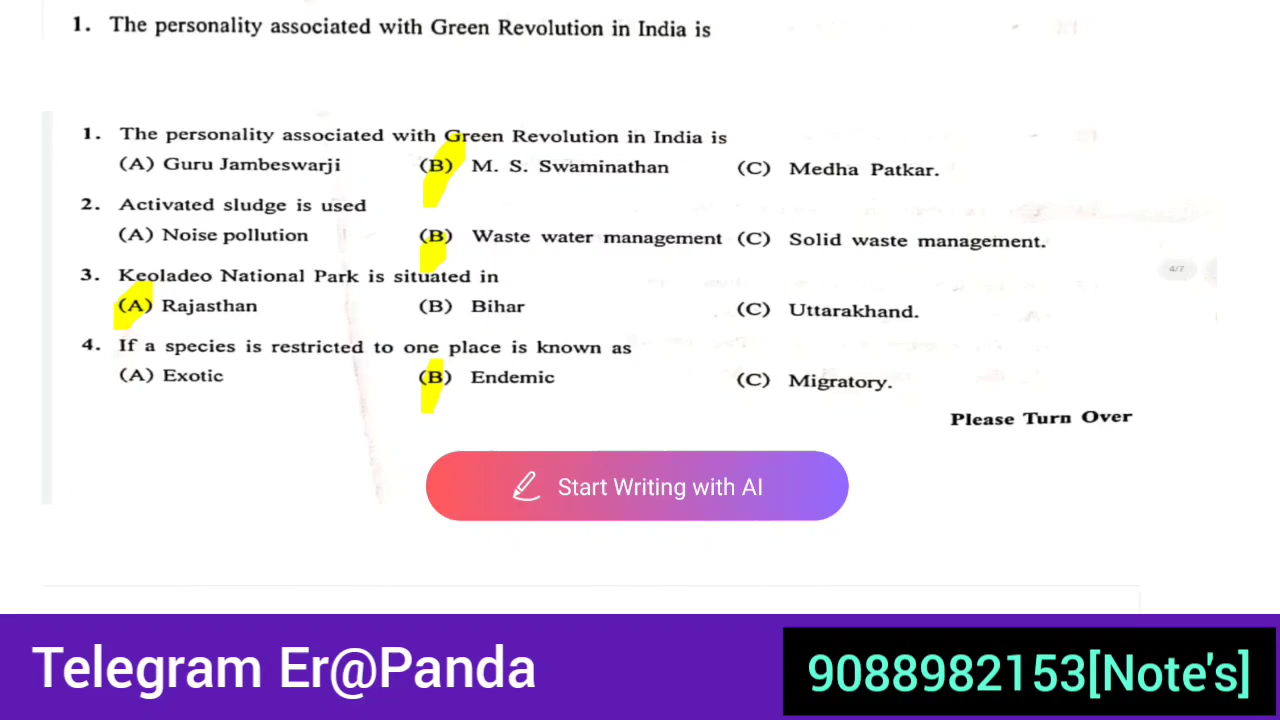 1. The personality associated with Green Revolution in India is
1. The personality associated with Green Revolution in India is
(A) Guru Jambeswarji (B) M. S. Swaminathan (C) Medha Patkar.
2. Activated sludge is used
(A) Noise pollution (B) Waste water management (C) Solid waste management.
4/7
3. Keoladeo National Park is situated in
(A) Rajasthan (B) Bihar (C) Uttarakhand.
4. If a species is restricted to one place is known as
(A) Exotic (B) Endemic (C) Migratory.
Please Turn Over
Start Writing with AI
Telegram Er@Panda
9088982153[Note's]